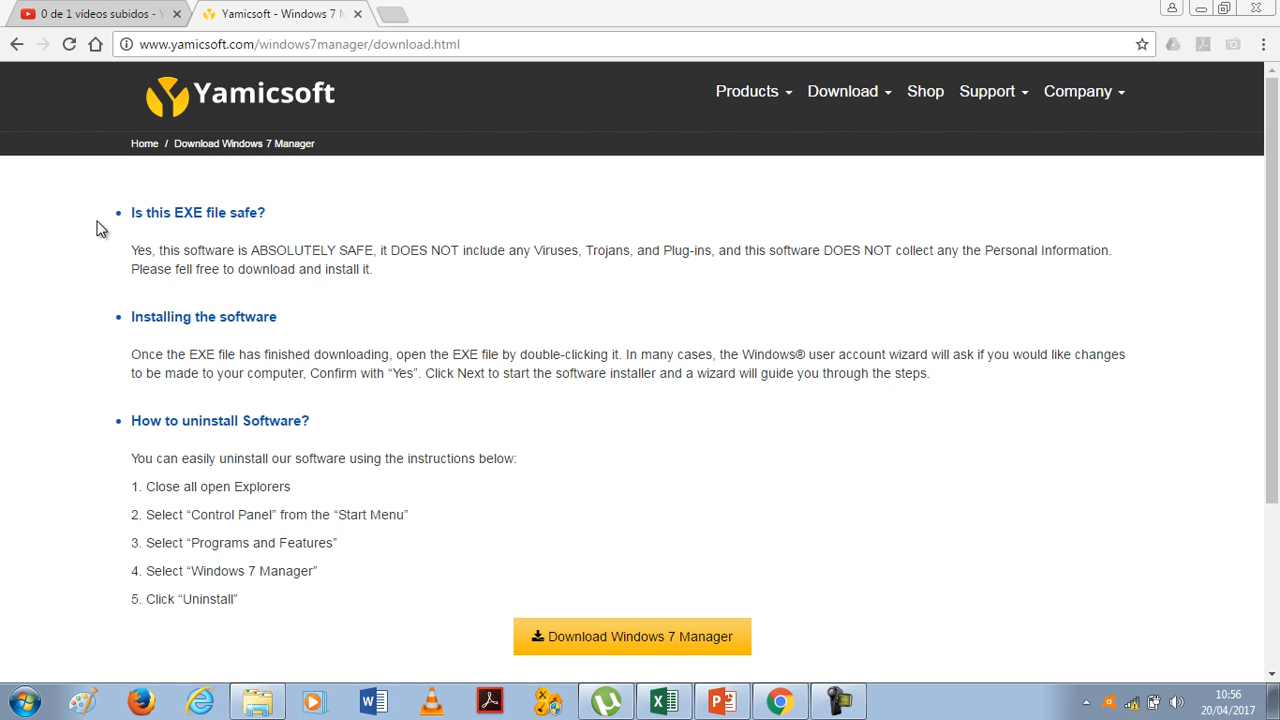 0 de 1 vídeos subidos -
Yamicsoft - Windows 7 M
www.yamicsoft.com/windows7manager/download.html
Yamicsoft
Products
Download
Shop
Support
Company
Home / Download Windows 7 Manager
• Is this EXE file safe?
Yes, this software is ABSOLUTELY SAFE, it DOES NOT include any Viruses, Trojans, and Plug-ins, and this software DOES NOT collect any the Personal Information.
Please fell free to download and install it.
• Installing the software
Once the EXE file has finished downloading, open the EXE file by double-clicking it. In many cases, the Windows® user account wizard will ask if you would like changes
to be made to your computer, Confirm with “Yes”. Click Next to start the software installer and a wizard will guide you through the steps.
• How to uninstall Software?
You can easily uninstall our software using the instructions below:
1. Close all open Explorers
2. Select “Control Panel” from the “Start Menu”
3. Select “Programs and Features”
4. Select “Windows 7 Manager”
5. Click “Uninstall”
Download Windows 7 Manager
10:56
20/04/2017